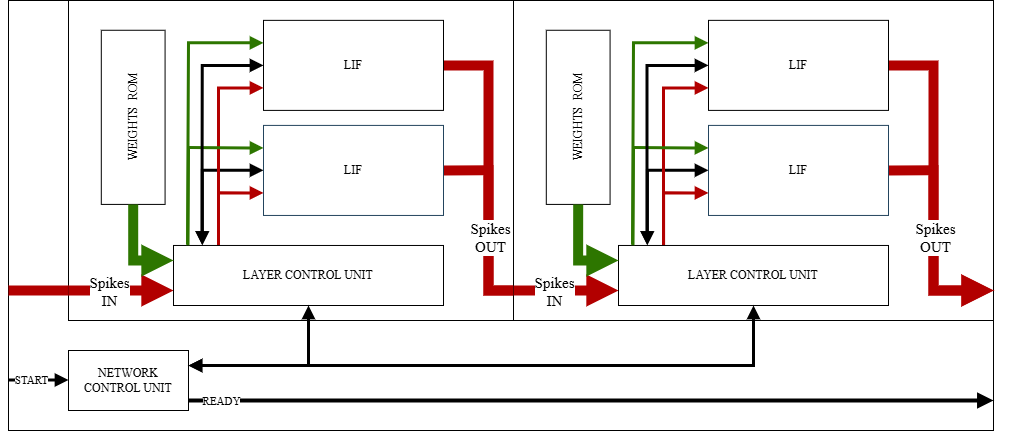 WEIGHTS ROM
LIF
LIF
Spikes
OUT
LAYER CONTROL UNIT
Spikes
IN
WEIGHTS ROM
LIF
LIF
Spikes
OUT
LAYER CONTROL UNIT
Spikes
IN
NETWORK
CONTROL UNIT
START
READY